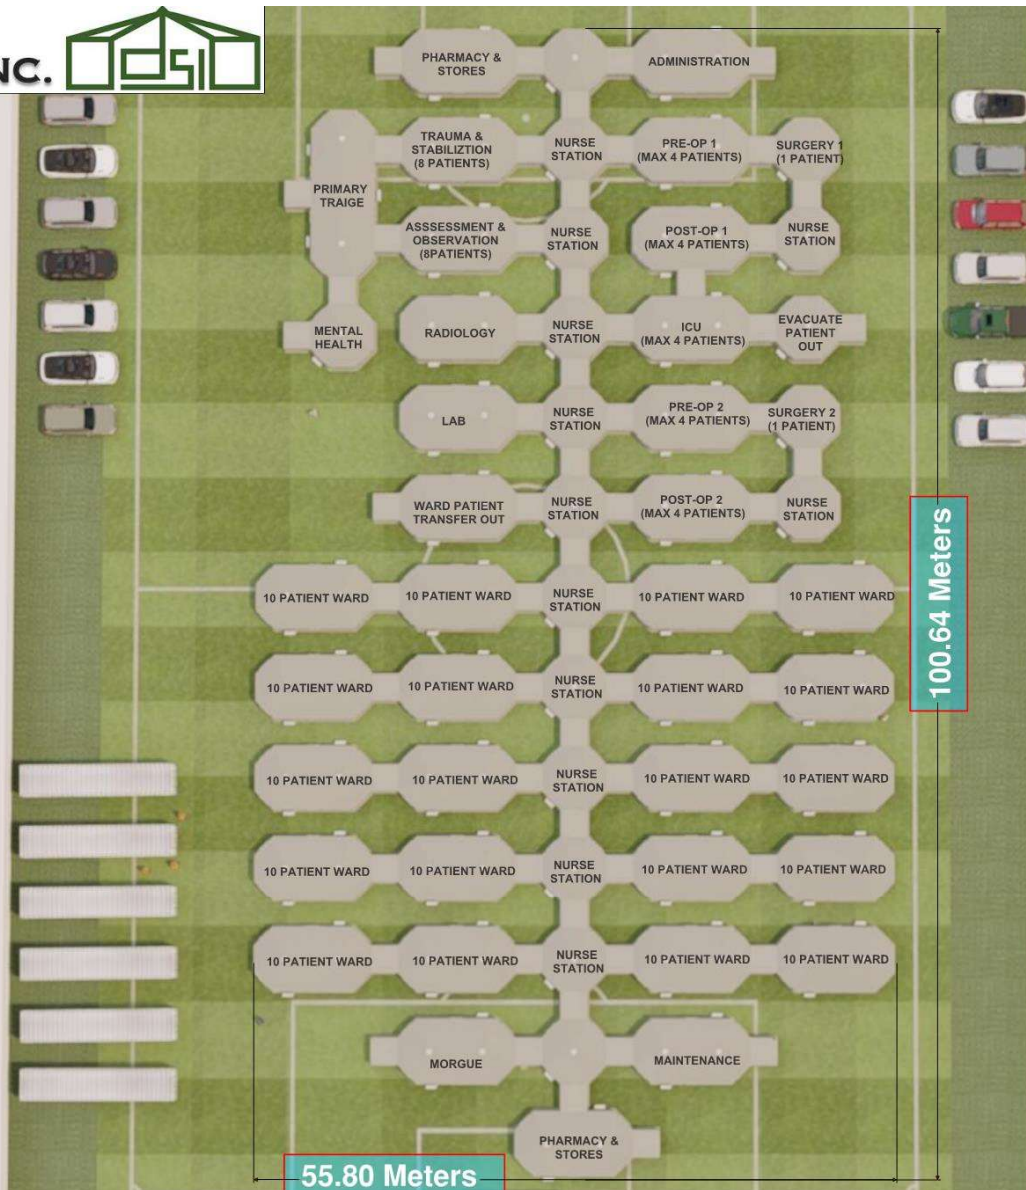 NC.
dsi
PHARMACY &
STORES
ADMINISTRATION
TRAUMA &
STABILIZTION
(8 PATIENTS)
NURSE
STATION
PRE-OP 1
(MAX 4 PATIENTS)
SURGERY 1
(1 PATIENT)
PRIMARY
TRAIGE
ASSSESSMENT &
OBSERVATION
(8PATIENTS)
NURSE
STATION
POST-OP 1
(MAX 4 PATIENTS)
NURSE
STATION
MENTAL
HEALTH
RADIOLOGY
NURSE
STATION
ICU
(MAX 4 PATIENTS)
EVACUATE
PATIENT
OUT
LAB
NURSE
STATION
PRE-OP 2
(MAX 4 PATIENTS)
SURGERY 2
(1 PATIENT)
WARD PATIENT
TRANSFER OUT
NURSE
STATION
POST-OP 2
(MAX 4 PATIENTS)
NURSE
STATION
10 PATIENT WARD
10 PATIENT WARD
NURSE
STATION
10 PATIENT WARD
10 PATIENT WARD
10 PATIENT WARD
10 PATIENT WARD
NURSE
STATION
10 PATIENT WARD
10 PATIENT WARD
10 PATIENT WARD
10 PATIENT WARD
NURSE
STATION
10 PATIENT WARD
10 PATIENT WARD
10 PATIENT WARD
10 PATIENT WARD
NURSE
STATION
10 PATIENT WARD
10 PATIENT WARD
10 PATIENT WARD
10 PATIENT WARD
NURSE
STATION
10 PATIENT WARD
10 PATIENT WARD
MORGUE
MAINTENANCE
PHARMACY &
STORES
100.64 Meters
55.80 Meters